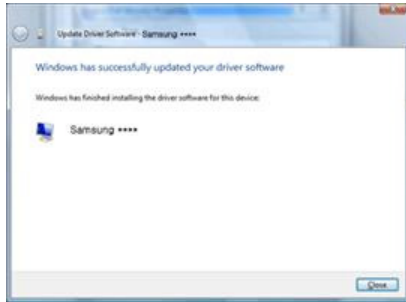 Update Driver Software - Samsung ****
Windows has successfully updated your driver software
Windows has finished installing the driver software for this device:
Samsung ****
Close